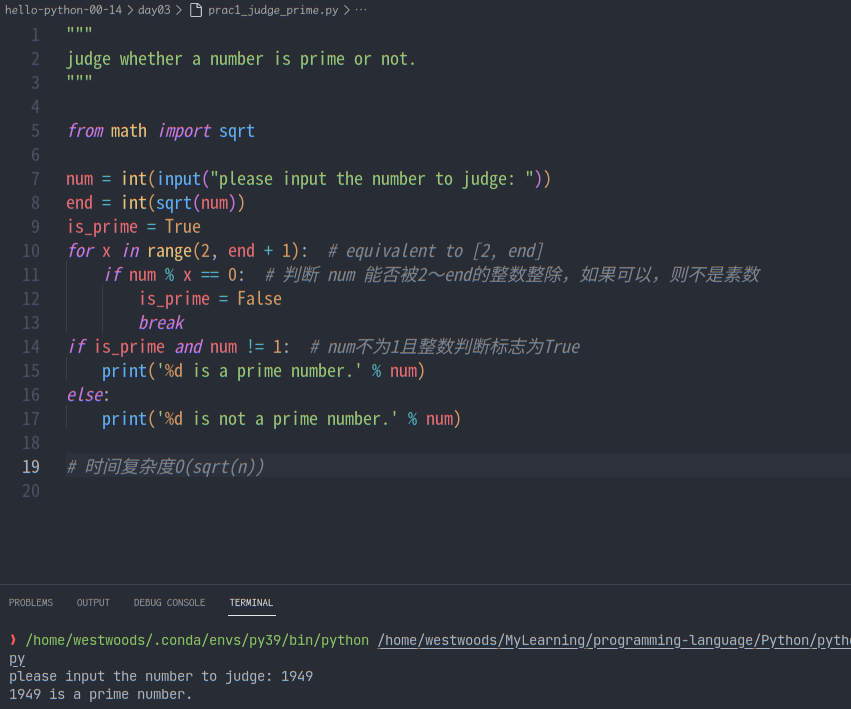 hello-python-00-14 > day03 > prac1_judge_prime.py > ...
1 """
2 judge whether a number is prime or not.
3 """
4
5 from math import sqrt
6
7 num = int(input("please input the number to judge: "))
8 end = int(sqrt(num))
9 is_prime = True
10 for x in range(2, end + 1):  # equivalent to [2, end]
11     if num % x == 0:  # 判断 num 能否被2~end的整数整除，如果可以，则不是素数
12         is_prime = False
13         break
14 if is_prime and num != 1:  # num不为1且整数判断标志为True
15     print('%d is a prime number.' % num)
16 else:
17     print('%d is not a prime number.' % num)
18
19 # 时间复杂度O(sqrt(n))
20
PROBLEMS OUTPUT DEBUG CONSOLE TERMINAL
❯ /home/westwoods/.conda/envs/py39/bin/python /home/westwoods/MyLearning/programming-language/Python/pyth
py
please input the number to judge: 1949
1949 is a prime number.